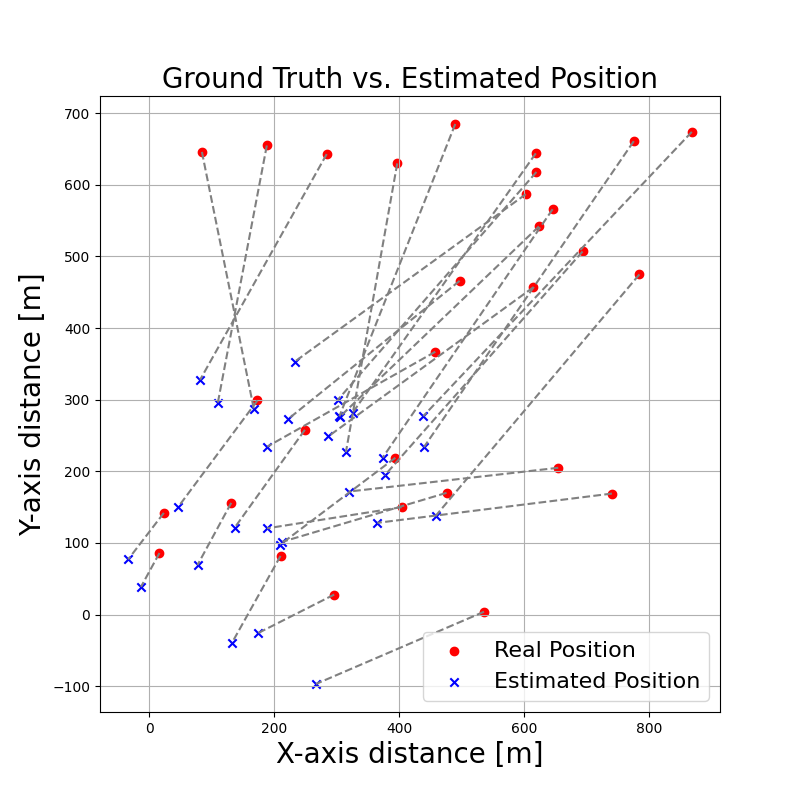 Ground Truth vs. Estimated Position
Y-axis distance [m]
700
600
500
400
300
200
100
0
−100
0
200
400
600
800
X-axis distance [m]
Real Position
Estimated Position